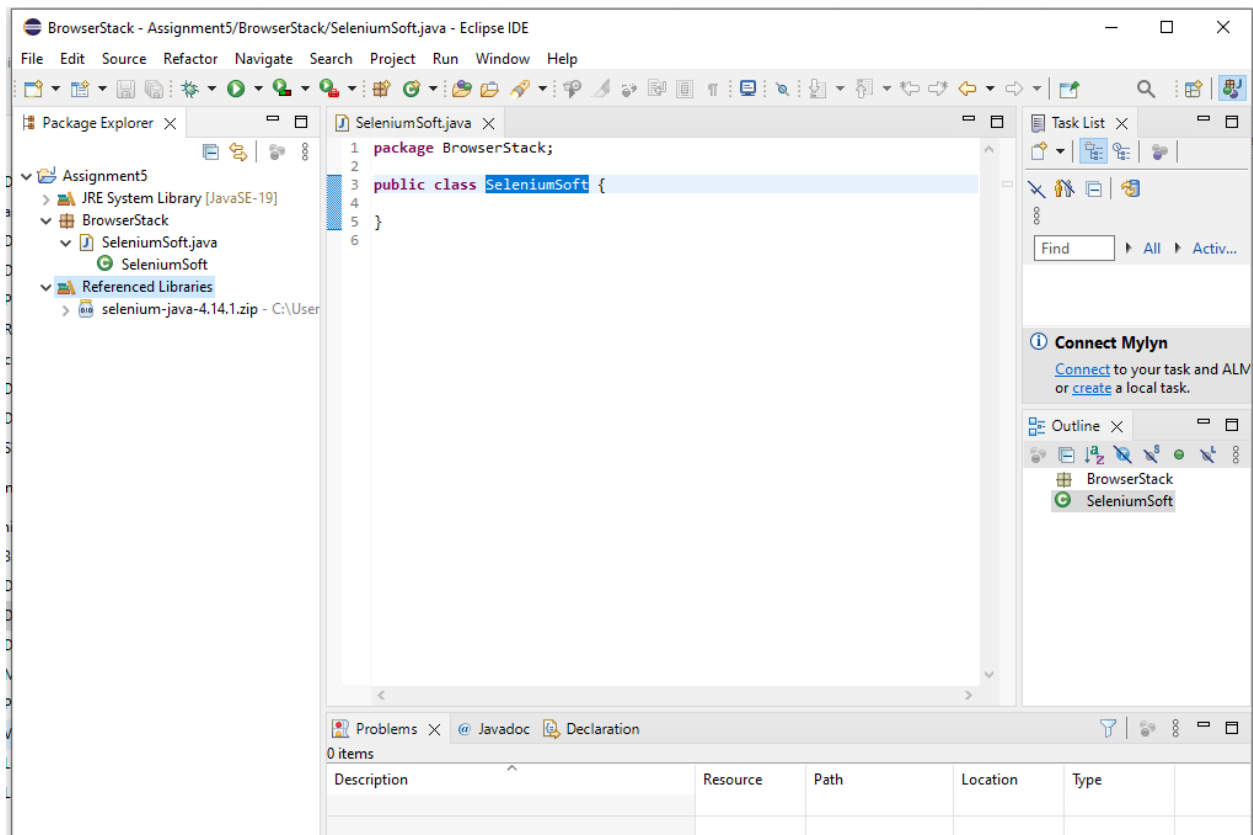 BrowserStack - Assignment5/BrowserStack/SeleniumSoft.java - Eclipse IDE
File Edit Source Refactor Navigate Search Project Run Window Help
Package Explorer
Assignment5
JRE System Library [JavaSE-19]
BrowserStack
SeleniumSoft.java
SeleniumSoft
Referenced Libraries
selenium-java-4.14.1.zip - C:\User
SeleniumSoft.java
1 package BrowserStack;
2
3 public class SeleniumSoft {
4
5 }
6
Task List
Find All Activ...
Connect Mylyn
Connect to your task and ALM
or create a local task.
Outline
BrowserStack
SeleniumSoft
Problems @ Javadoc Declaration
0 items
Description Resource Path Location Type